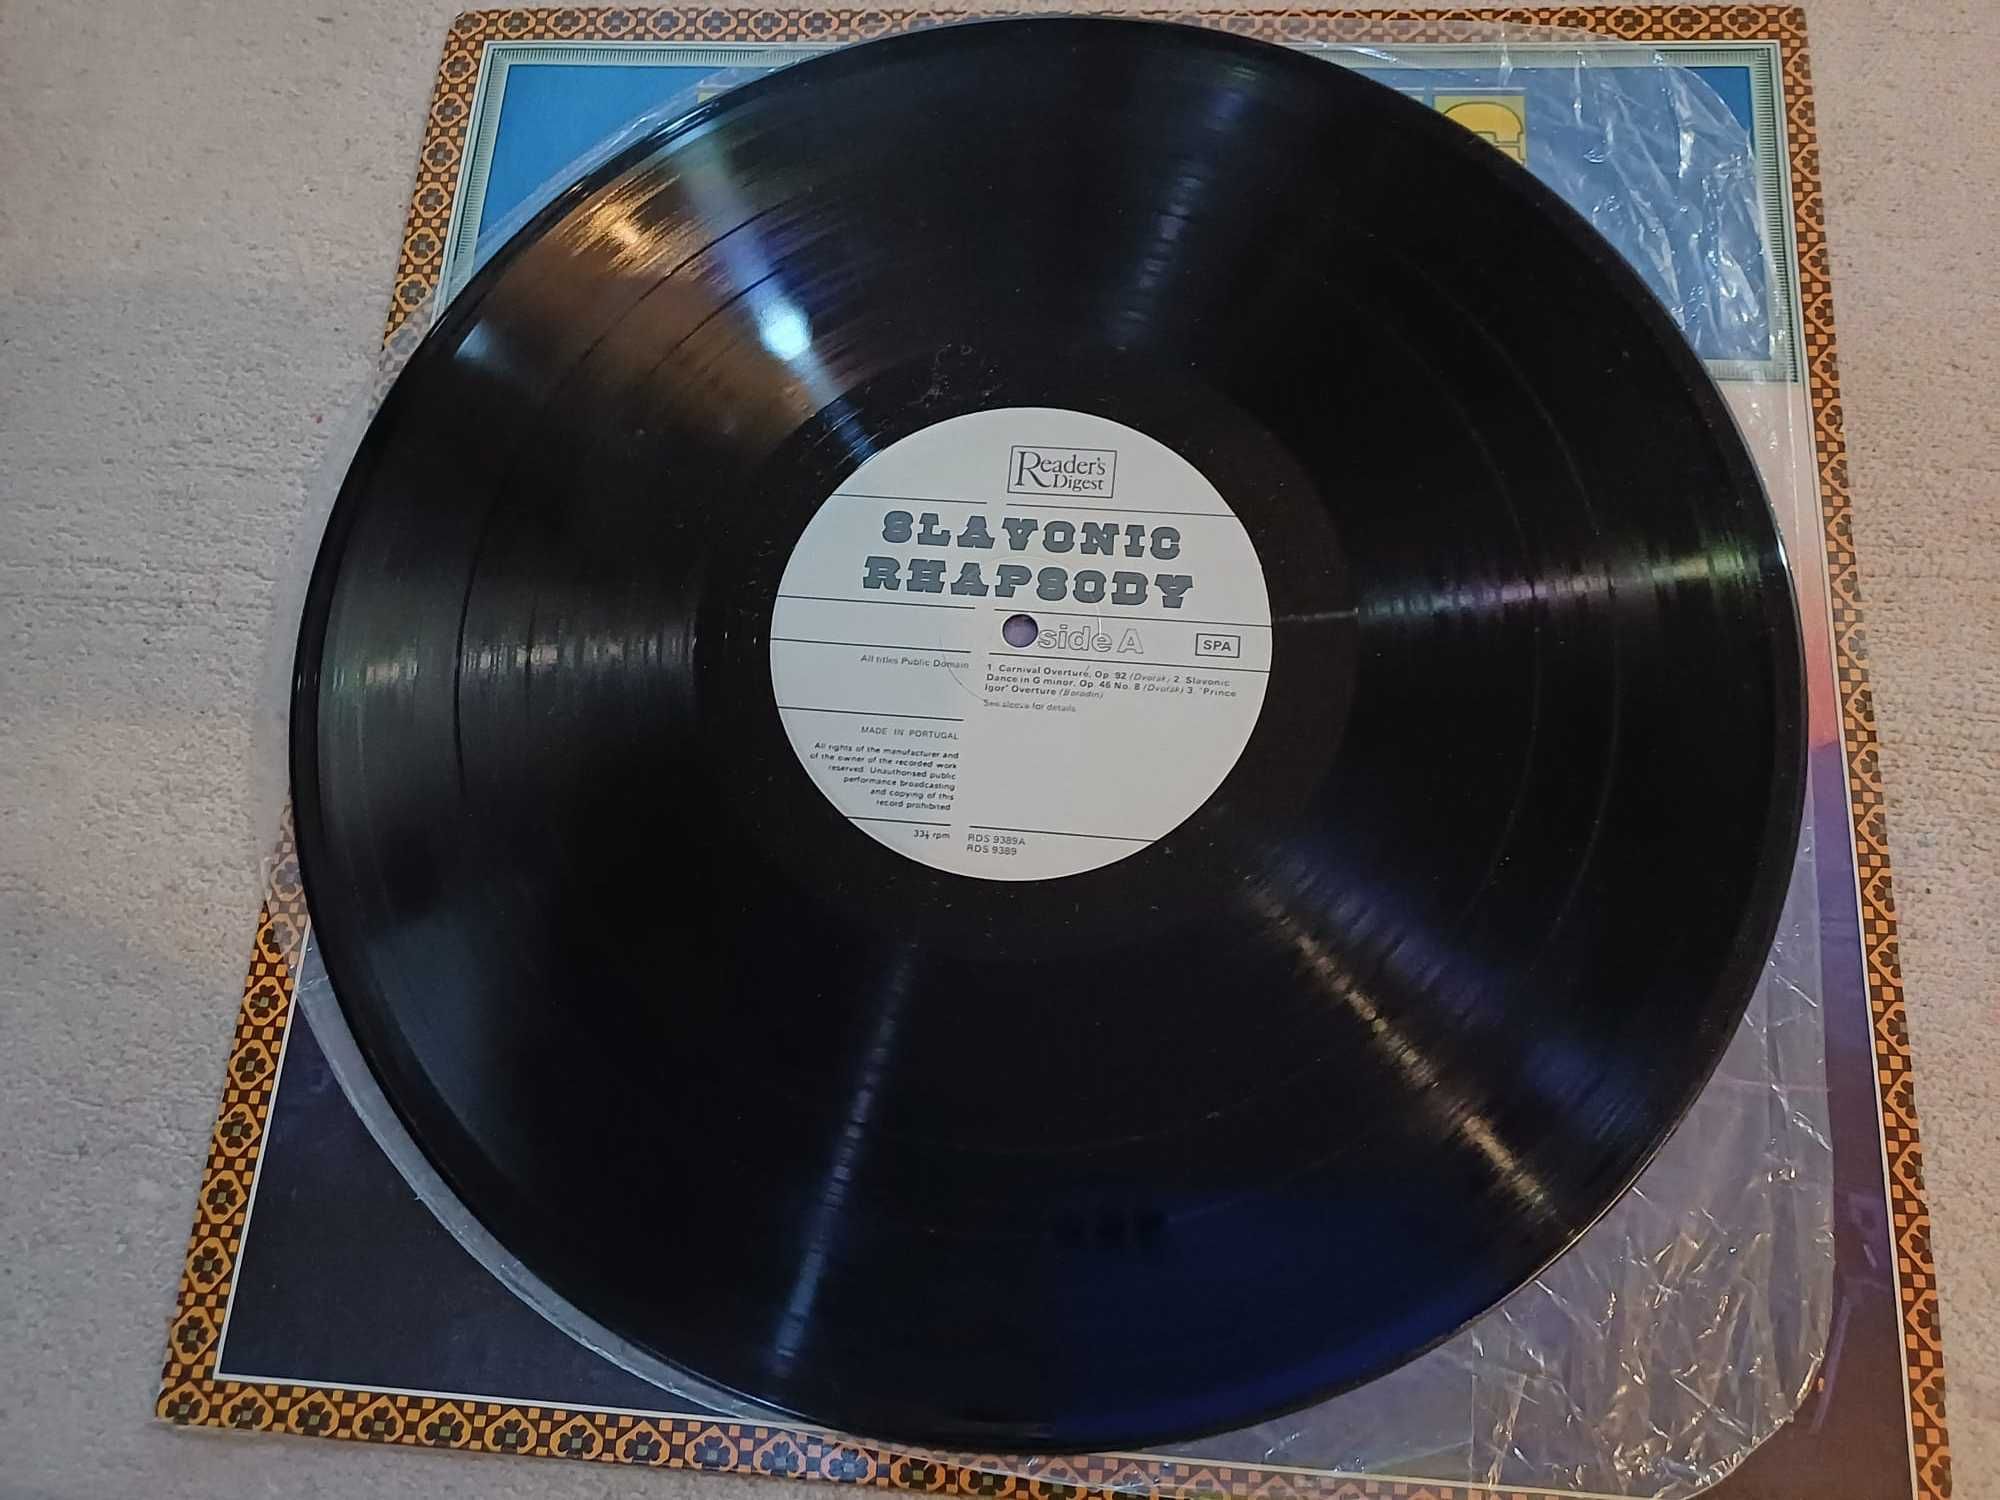 Reader's
Digest
SLAVONIC
RHAPSODY
side A
SPA
All titles Public Domain
1. Carnival Overture, Op. 92 (Dvořák) 2. Slavonic
Dance in G minor, Op. 46 No. 8 (Dvořák) 3. "Prince
Igor" Overture (Borodin)
See sleeve for details
MADE IN PORTUGAL
All rights of the manufacturer and
of the owner of the recorded work
reserved. Unauthorised public
performance broadcasting
and copying of this
record prohibited
33⅓ rpm
RDS 9389A
RDS 9389